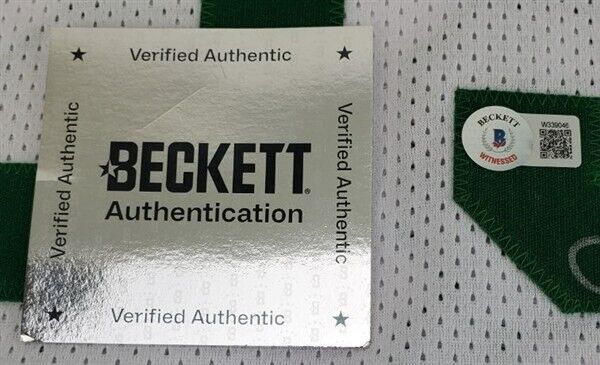 Verified Authentic
Verified Authentic
BECKETT®
Authentication
Verified Authentic
Verified Authentic
BECKETT
B
WITNESSED
W339046